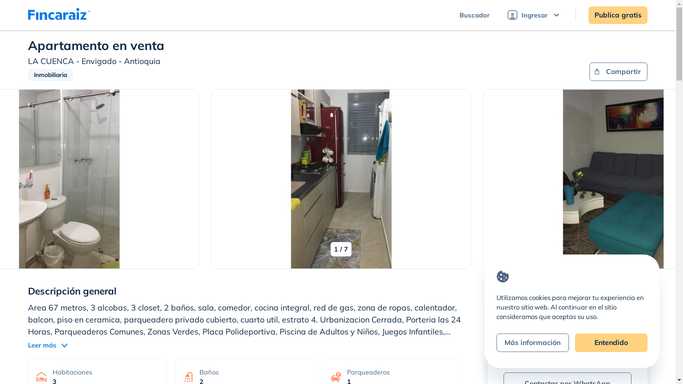 Fincaraiz
Buscador
Ingresar
Publica gratis
Apartamento en venta
LA CUENCA - Envigado - Antioquia
Inmobiliaria
Compartir
1 / 7
Descripción general
Area 67 metros, 3 alcobas, 3 closet, 2 baños, sala, comedor, cocina integral, red de gas, zona de ropas, calentador,
balcon, piso en ceramica, parqueadero privado cubierto, cuarto util, estrato 4. Urbanizacion Cerrada, Porteria las 24
Horas, Parqueaderos Comunes, Zonas Verdes, Placa Polideportiva, Piscina de Adultos y Niños, Juegos Infantiles,...
Leer más
Habitaciones
3
Baños
2
Parqueaderos
1
Utilizamos cookies para mejorar tu experiencia en
nuestro sitio web. Al continuar en el sitio
consideramos que aceptas su uso.
Más información
Entendido
Contactar por WhatsApp